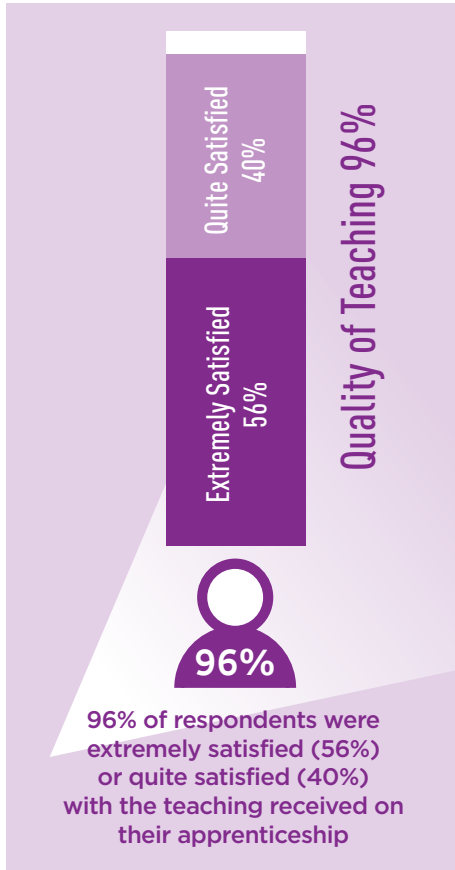 Quite Satisfied
40%
Extremely Satisfied
56%
Quality of Teaching 96%
96%
96% of respondents were
extremely satisfied (56%)
or quite satisfied (40%)
with the teaching received on
their apprenticeship